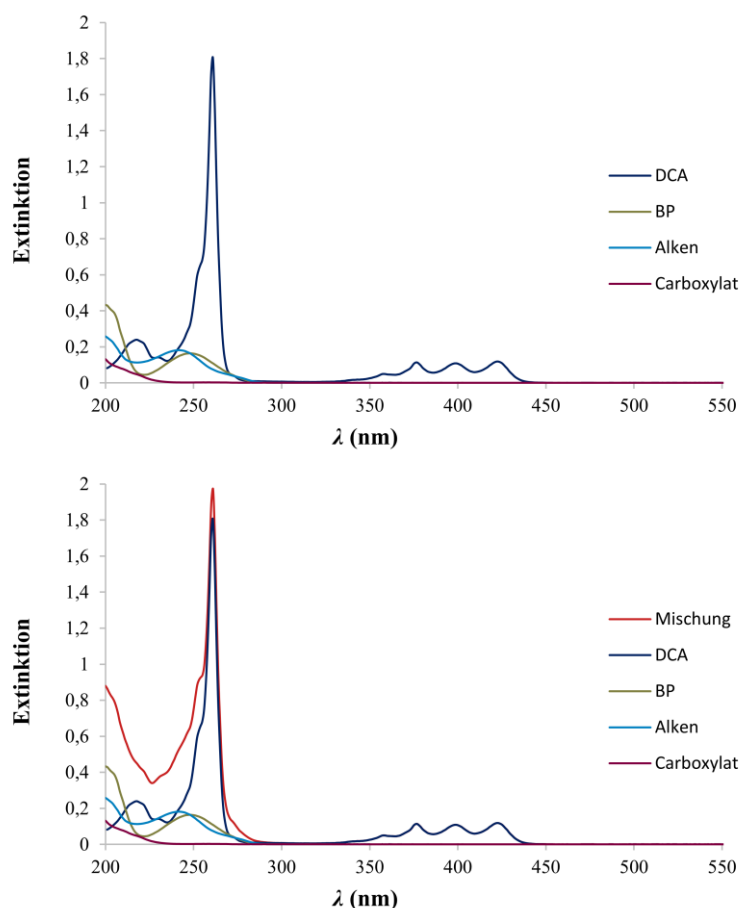 2
1,8
1,6
1,4
1,2
1
0,8
0,6
0,4
0,2
0
Extinktion
200 250 300 350 400 450 500 550
λ (nm)
DCA
BP
Alken
Carboxylat
2
1,8
1,6
1,4
1,2
1
0,8
0,6
0,4
0,2
0
Extinktion
200 250 300 350 400 450 500 550
λ (nm)
Mischung
DCA
BP
Alken
Carboxylat